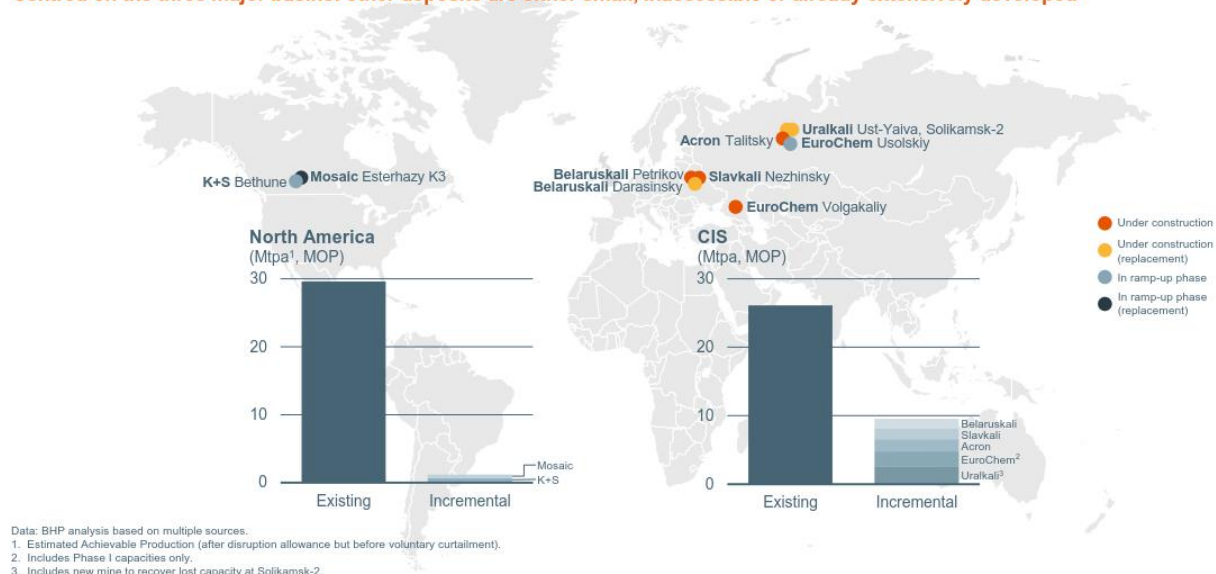 Centred on the three major basins: other deposits are either small, inaccessible or already extensively developed
Uralkali Ust-Yaiva, Solikamsk-2
Acron Talitsky
EuroChem Usolskiy
K+S Bethune
Mosaic Esterhazy K3
Belaruskali Petrikov
Slavkali Nezhinsky
Belaruskali Darasinsky
EuroChem Volgakaliy
Under construction
Under construction
(replacement)
In ramp-up phase
In ramp-up phase
(replacement)
North America
(Mtpa¹, MOP)
30
20
10
0
Mosaic
K+S
Existing
Incremental
CIS
(Mtpa, MOP)
30
20
10
0
Belaruskali
Slavkali
Acron
EuroChem²
Uralkali³
Existing
Incremental
Data: BHP analysis based on multiple sources.
1. Estimated Achievable Production (after disruption allowance but before voluntary curtailment).
2. Includes Phase I capacities only.
3. Includes new mine to recover lost capacity at Solikamsk-2